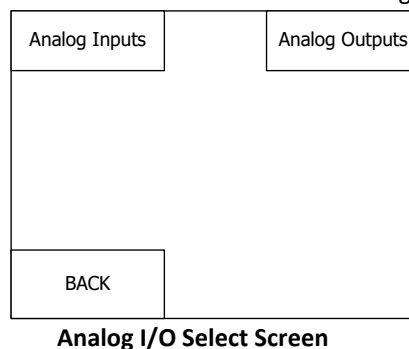 Analog Inputs
Analog Outputs
BACK
Analog I/O Select Screen